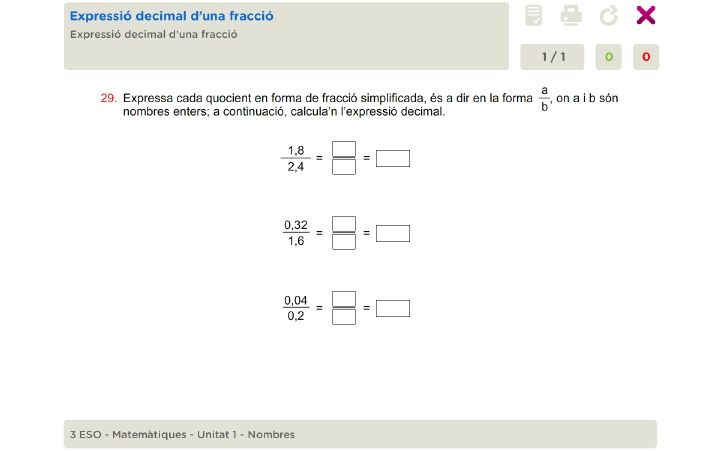 Expressió decimal d'una fracció
Expressió decimal d'una fracció
1 / 1
0
0
29. Expressa cada quocient en forma de fracció simplificada, és a dir en la forma a/b, on a i b són
nombres enters; a continuació, calcula'n l'expressió decimal.
1,8/2,4 = =
0,32/1,6 = =
0,04/0,2 = =
3 ESO - Matemàtiques - Unitat 1 - Nombres